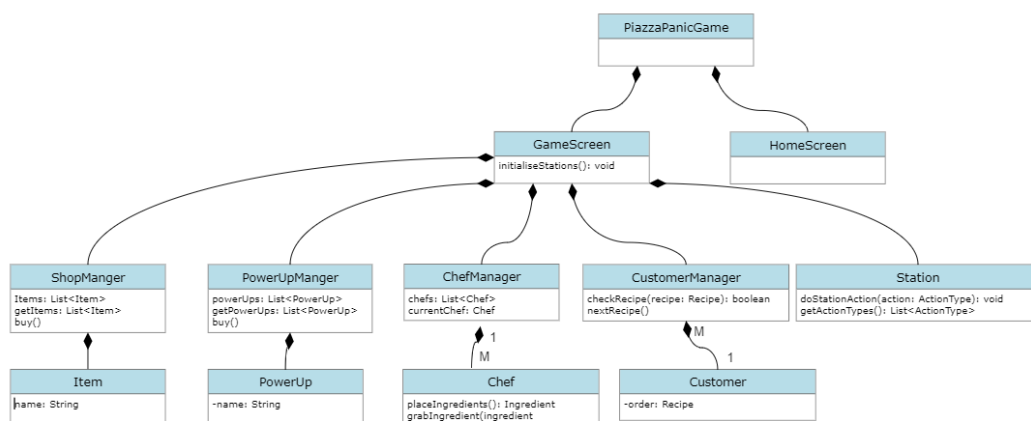 PiazzaPanicGame
GameScreen
initialiseStations(): void
HomeScreen
ShopManger
Items: List<Item>
getItems: List<Item>
buy()
PowerUpManger
powerUps: List<PowerUp>
getPowerUps: List<PowerUp>
buy()
ChefManager
chefs: List<Chef>
currentChef: Chef
CustomerManager
checkRecipe(recipe: Recipe): boolean
nextRecipe()
Station
doStationAction(action: ActionType): void
getActionTypes(): List<ActionType>
1
M
M
1
Item
name: String
PowerUp
-name: String
Chef
placeIngredients(): Ingredient
grabIngredient(ingredient
Customer
-order: Recipe